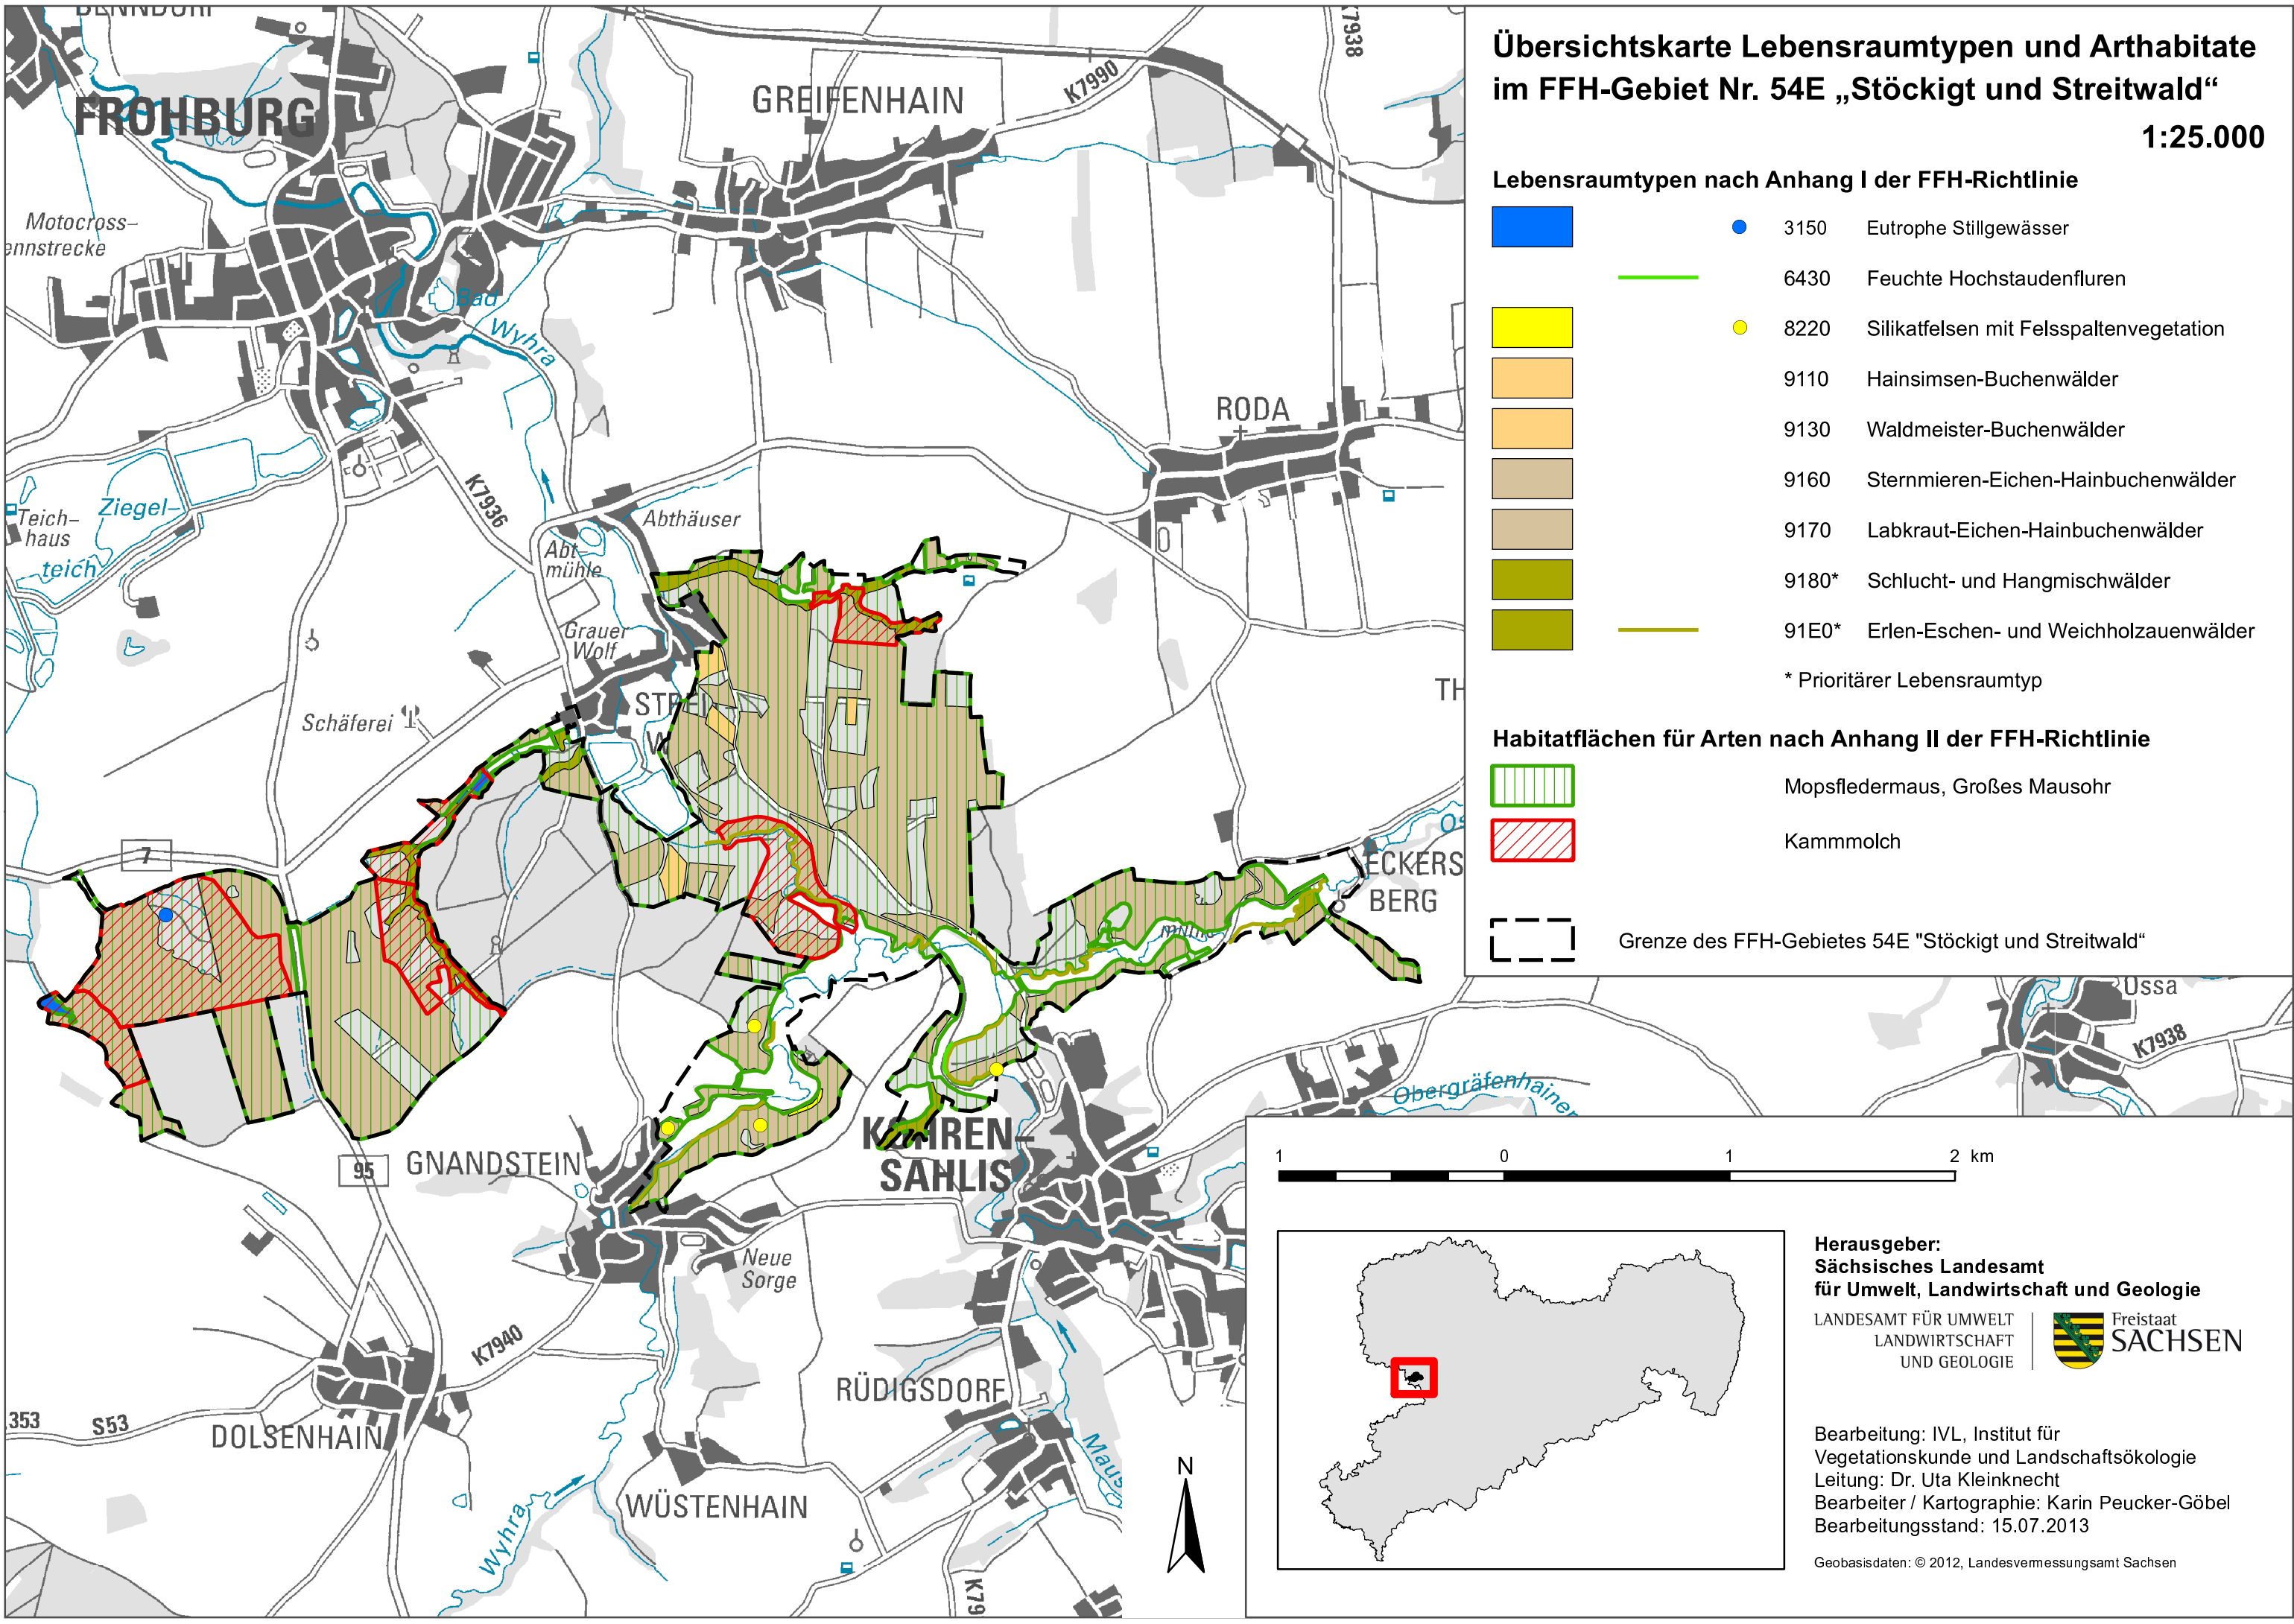 Übersichtskarte Lebensraumtypen und Arthabitate
im FFH-Gebiet Nr. 54E „Stöckigt und Streitwald“
1:25.000
Lebensraumtypen nach Anhang I der FFH-Richtlinie
3150 Eutrophe Stillgewässer
6430 Feuchte Hochstaudenfluren
8220 Silikatfelsen mit Felsspaltenvegetation
9110 Hainsimsen-Buchenwälder
9130 Waldmeister-Buchenwälder
9160 Sternmieren-Eichen-Hainbuchenwälder
9170 Labkraut-Eichen-Hainbuchenwälder
9180* Schlucht- und Hangmischwälder
91E0* Erlen-Eschen- und Weichholzauenwälder
* Prioritärer Lebensraumtyp
Habitatflächen für Arten nach Anhang II der FFH-Richtlinie
Mopsfledermaus, Großes Mausohr
Kammmolch
Grenze des FFH-Gebietes 54E "Stöckigt und Streitwald“
BENNDORF
FROHBURG
GREIFENHAIN
K7990
K7938
Motocross–
ennstrecke
Bad
Wyhra
RODA
K7936
Ziegel–
teich
Teich–
haus
Abthäuser
Abt–
mühle
Grauer
Wolf
STREI
W
TH
Schäferei
7
Os
ECKERS
BERG
Ossa
K7938
Obergräfenhainer
KOHREN–
SAHLIS
95
GNANDSTEIN
Neue
Sorge
K7940
RÜDIGSDORF
353
S53
DOLSENHAIN
WÜSTENHAIN
Wyhra
Maus
K79
N
1 0 1 2 km
Herausgeber:
Sächsisches Landesamt
für Umwelt, Landwirtschaft und Geologie
LANDESAMT FÜR UMWELT
LANDWIRTSCHAFT
UND GEOLOGIE
Freistaat
SACHSEN
Bearbeitung: IVL, Institut für
Vegetationskunde und Landschaftsökologie
Leitung: Dr. Uta Kleinknecht
Bearbeiter / Kartographie: Karin Peucker-Göbel
Bearbeitungsstand: 15.07.2013
Geobasisdaten: © 2012, Landesvermessungsamt Sachsen